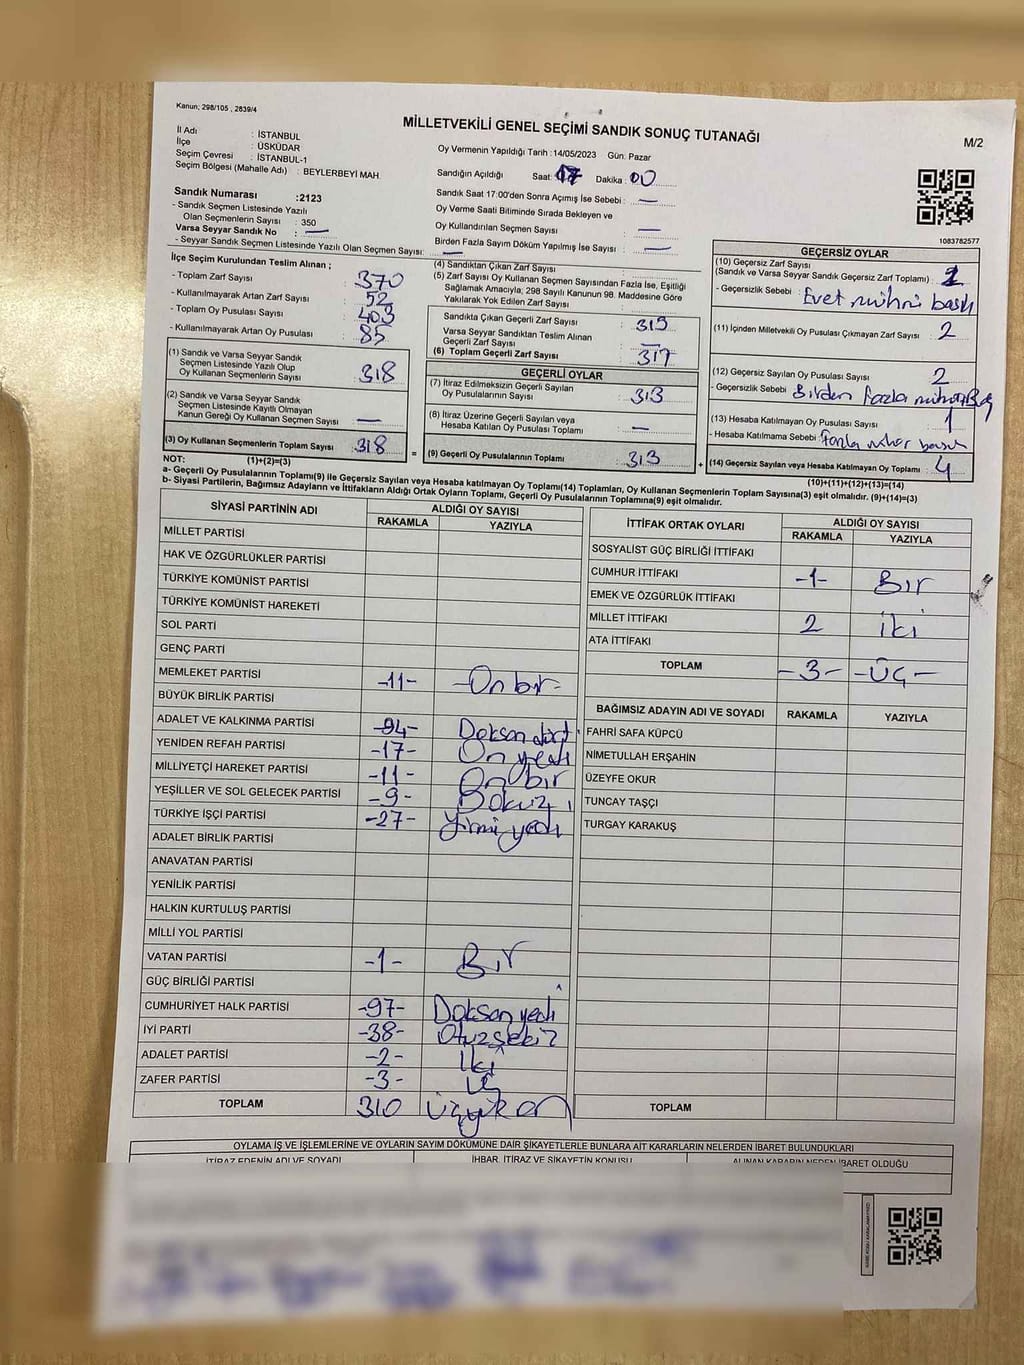 Kanun; 298/105 , 2839/4
MİLLETVEKİLİ GENEL SEÇİMİ SANDIK SONUÇ TUTANAĞI
M/2
İl Adı : İSTANBUL
İlçe : ÜSKÜDAR
Seçim Çevresi : İSTANBUL-1
Seçim Bölgesi (Mahalle Adı) : BEYLERBEYİ MAH
Oy Vermenin Yapıldığı Tarih :14/05/2023 Gün: Pazar
Sandığın Açıldığı Saat: 17 Dakika : 00
Sandık Saat 17:00'den Sonra Açımış İse Sebebi : —
Oy Verme Saati Bitiminde Sırada Bekleyen ve
Oy Kullandırılan Seçmen Sayısı —
Birden Fazla Sayım Döküm Yapılmış İse Sayısı —
Sandık Numarası :2123
- Sandık Seçmen Listesinde Yazılı
Olan Seçmenlerin Sayısı : 350
Varsa Seyyar Sandık No : —
- Seyyar Sandık Seçmen Listesinde Yazılı Olan Seçmen Sayısı: —
1083782577
İlçe Seçim Kurulundan Teslim Alınan ;
- Toplam Zarf Sayısı : 370
- Kullanılmayarak Artan Zarf Sayısı : 52
- Toplam Oy Pusulası Sayısı : 403
- Kullanılmayarak Artan Oy Pusulası : 85
(1) Sandık ve Varsa Seyyar Sandık
Seçmen Listesinde Yazılı Olup
Oy Kullanan Seçmenlerin Sayısı : 318
(2) Sandık ve Varsa Seyyar Sandık
Seçmen Listesinde Kayıtlı Olmayan
Kanun Gereği Oy Kullanan Seçmen Sayısı : —
(3) Oy Kullanan Seçmenlerin Toplam Sayısı : 318
(4) Sandıktan Çıkan Zarf Sayısı :
(5) Zarf Sayısı Oy Kullanan Seçmen Sayısından Fazla İse, Eşitliği
Sağlamak Amacıyla; 298 Sayılı Kanunun 98. Maddesine Göre
Yakılarak Yok Edilen Zarf Sayısı :
Sandıkta Çıkan Geçerli Zarf Sayısı :
Varsa Seyyar Sandıktan Teslim Alınan
Geçerli Zarf Sayısı : —
(6) Toplam Geçerli Zarf Sayısı : 317
GEÇERLİ OYLAR
(7) İtiraz Edilmeksizin Geçerli Sayılan
Oy Pusulalarının Sayısı : 313
(8) İtiraz Üzerine Geçerli Sayılan veya
Hesaba Katılan Oy Pusulası Toplamı : —
= (9) Geçerli Oy Pusulalarının Toplamı : 313 +
GEÇERSİZ OYLAR
(10) Geçersiz Zarf Sayısı
(Sandık ve Varsa Seyyar Sandık Geçersiz Zarf Toplamı) : 1
- Geçersizlik Sebebi : Evet mührü baskı
(11) İçinden Milletvekili Oy Pusulası Çıkmayan Zarf Sayısı : 2
(12) Geçersiz Sayılan Oy Pusulası Sayısı : 2
- Geçersizlik Sebebi : Birden fazla
(13) Hesaba Katılmayan Oy Pusulası Sayısı : 1
- Hesaba Katılmama Sebebi : fazla mühür
(14) Geçersiz Sayılan veya Hesaba Katılmayan Oy Toplamı : 4
NOT: (1)+(2)=(3)
(10)+(11)+(12)+(13)=(14)
a- Geçerli Oy Pusulalarının Toplamı(9) ile Geçersiz Sayılan veya Hesaba katılmayan Oy Toplamı(14) Toplamları, Oy Kullanan Seçmenlerin Toplam Sayısına(3) eşit olmalıdır. (9)+(14)=(3)
b- Siyasi Partilerin, Bağımsız Adayların ve İttifakların Aldığı Ortak Oyların Toplamı, Geçerli Oy Pusulalarının Toplamına(9) eşit olmalıdır.
SİYASİ PARTİNİN ADI ALDIĞI OY SAYISI
RAKAMLA YAZIYLA
MİLLET PARTİSİ
HAK VE ÖZGÜRLÜKLER PARTİSİ
TÜRKİYE KOMÜNİST PARTİSİ
TÜRKİYE KOMÜNİST HAREKETİ
SOL PARTİ
GENÇ PARTİ
MEMLEKET PARTİSİ -11- -On bir-
BÜYÜK BİRLİK PARTİSİ
ADALET VE KALKINMA PARTİSİ -94- Doksan dört
YENİDEN REFAH PARTİSİ -17- On yedi
MİLLİYETÇİ HAREKET PARTİSİ -11- On bir
YEŞİLLER VE SOL GELECEK PARTİSİ -9- Dokuz
TÜRKİYE İŞÇİ PARTİSİ -27- Yirmi yedi
ADALET BİRLİK PARTİSİ
ANAVATAN PARTİSİ
YENİLİK PARTİSİ
HALKIN KURTULUŞ PARTİSİ
MİLLİ YOL PARTİSİ
VATAN PARTİSİ -1- Bir
GÜÇ BİRLİĞİ PARTİSİ
CUMHURİYET HALK PARTİSİ -97- Doksan yedi
İYİ PARTİ -38- Otuz sekiz
ADALET PARTİSİ -2- İki
ZAFER PARTİSİ -3- Üç
TOPLAM 310 Üçyüz on
İTTİFAK ORTAK OYLARI ALDIĞI OY SAYISI
RAKAMLA YAZIYLA
SOSYALİST GÜÇ BİRLİĞİ İTTİFAKI
CUMHUR İTTİFAKI -1- Bir
EMEK VE ÖZGÜRLÜK İTTİFAKI
MİLLET İTTİFAKI 2 iki
ATA İTTİFAKI
TOPLAM -3- -Üç-
BAĞIMSIZ ADAYIN ADI VE SOYADI RAKAMLA YAZIYLA
FAHRİ SAFA KÜPCÜ
NİMETULLAH ERŞAHİN
ÜZEYFE OKUR
TUNCAY TAŞÇI
TURGAY KARAKUŞ
TOPLAM
OYLAMA İŞ VE İŞLEMLERİNE VE OYLARIN SAYIM DÖKÜMÜNE DAİR ŞİKAYETLERLE BUNLARA AİT KARARLARIN NELERDEN İBARET BULUNDUKLARI
İTİRAZ EDENİN ADI VE SOYADI İHBAR, İTİRAZ VE ŞİKAYETİN KONUSU ALINAN KARARIN NEDEN İBARET OLDUĞU